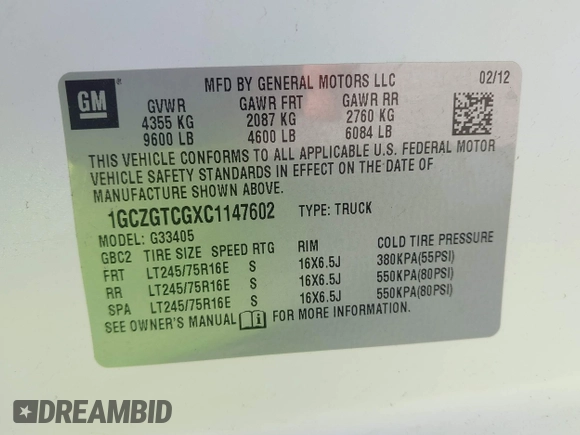 GM
MFD BY GENERAL MOTORS LLC 02/12
GVWR GAWR FRT GAWR RR
4355 KG 2087 KG 2760 KG
9600 LB 4600 LB 6084 LB
THIS VEHICLE CONFORMS TO ALL APPLICABLE U.S. FEDERAL MOTOR
VEHICLE SAFETY STANDARDS IN EFFECT ON THE DATE OF
MANUFACTURE SHOWN ABOVE.
1GCZGTCGXC1147602 TYPE: TRUCK
MODEL: G33405
GBC2 TIRE SIZE SPEED RTG RIM COLD TIRE PRESSURE
FRT LT245/75R16E S 16X6.5J 380KPA(55PSI)
RR LT245/75R16E S 16X6.5J 550KPA(80PSI)
SPA LT245/75R16E S 16X6.5J 550KPA(80PSI)
SEE OWNER'S MANUAL FOR MORE INFORMATION.
DREAMBID